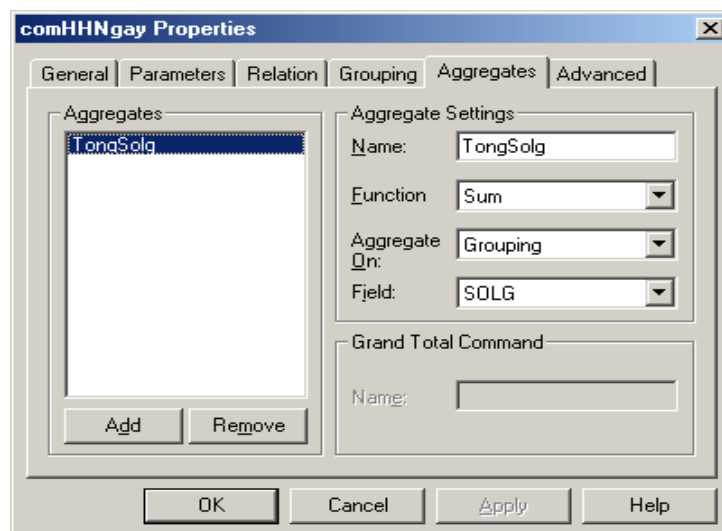 comHHNgay Properties
General Parameters Relation Grouping Aggregates Advanced
Aggregates
TongSolg
Add Remove
Aggregate Settings
Name: TongSolg
Function Sum
Aggregate On: Grouping
Field: SOLG
Grand Total Command
Name:
OK Cancel Apply Help